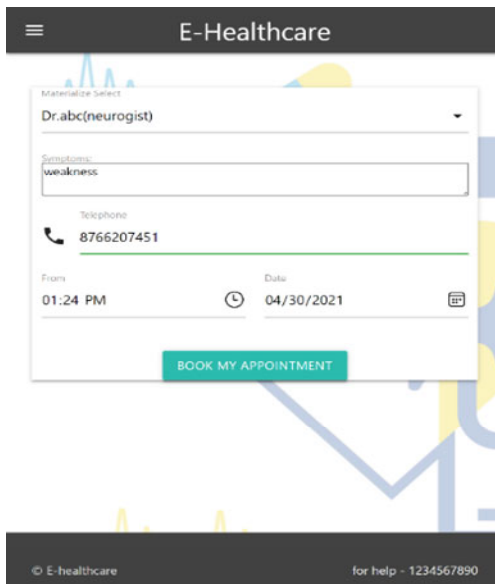 E-Healthcare
Materialize Select
Dr.abc(neurogist)
Symptoms:
weakness
Telephone
8766207451
From
Date
01:24 PM
04/30/2021
BOOK MY APPOINTMENT
© E-healthcare
for help - 1234567890